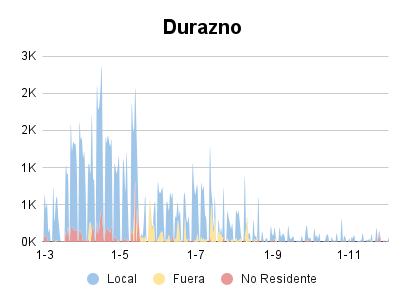 Durazno
3K
2K
2K
1K
1K
0K
1-3 1-5 1-7 1-9 1-11
Local Fuera No Residente